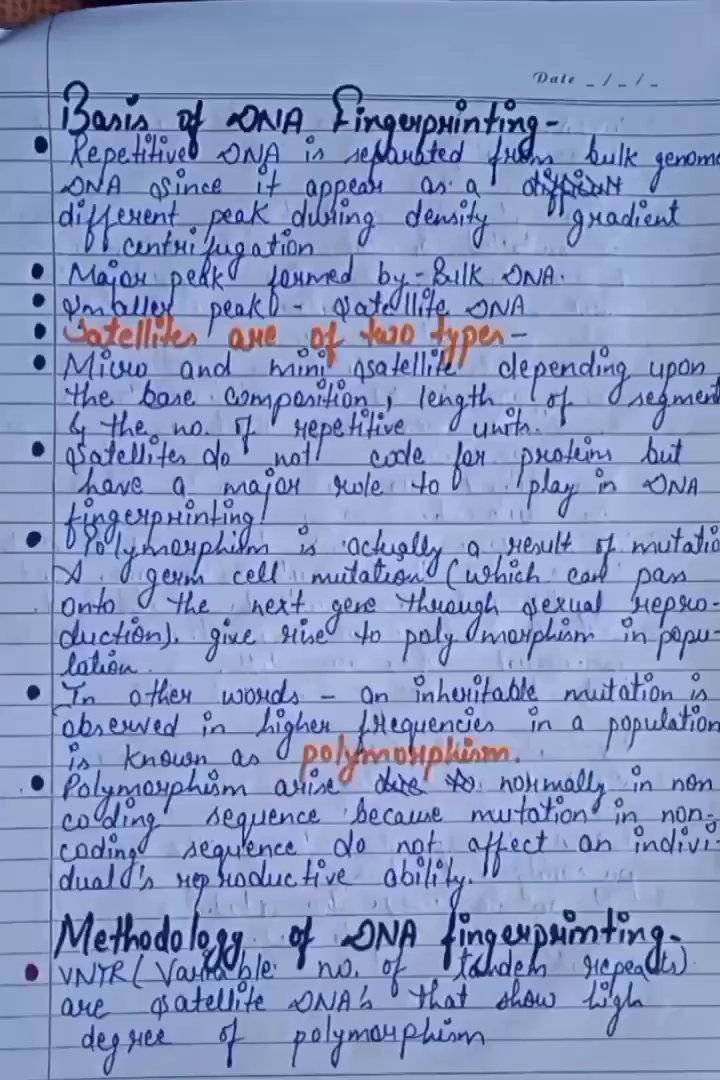 Date _/_/_
Basis of DNA Fingerprinting-
• Repetitive DNA is separated from bulk genome
DNA since it appear as a
different peak during density gradient
centrifugation
• Major peak formed by - Bulk DNA.
• Smaller peak - Satellite DNA
• Satellites are of two types-
• Micro and mini satellite depending upon
the base composition, length of segment
& the no. of repetitive units.
• Satellites do not code for proteins but
have a major role to play in DNA
fingerprinting.
• Polymorphism is actually a result of mutatio
A germ cell mutation (which can pass
onto the next gene through sexual repro-
duction). give rise to poly morphism in popu-
lation.
• In other words - an inheritable mutation is
observed in higher frequencies in a population
is known as polymorphism.
• Polymorphism arise due to normally in non
coding sequence because mutation in non-
coding sequence do not affect an indivi-
dual's reproductive ability.
Methodology of DNA fingerprinting-
• VNTR (Variable no. of tandem repeats)
are satellite DNA's that show high
degree of polymorphism